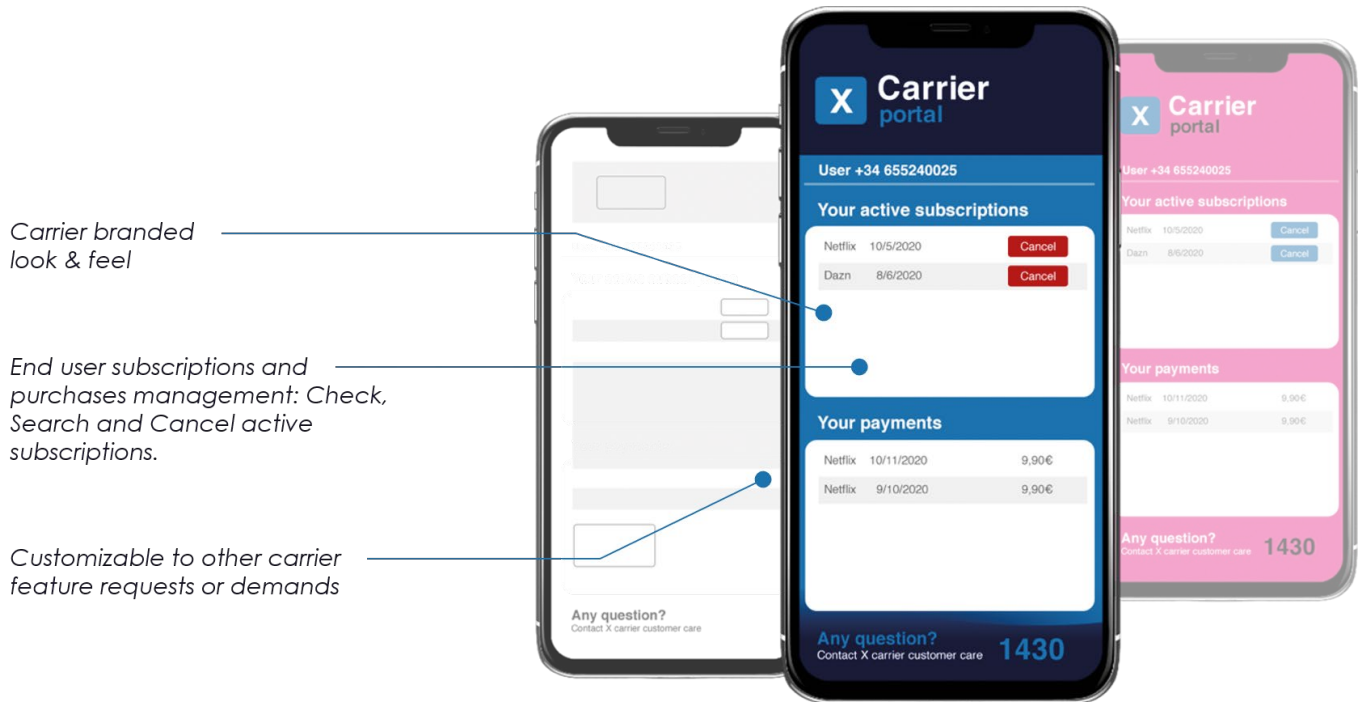 Carrier branded
look & feel
End user subscriptions and
purchases management: Check,
Search and Cancel active
subscriptions.
Customizable to other carrier
feature requests or demands
Any question?
Contact X carrier customer care
X Carrier
portal
User +34 655240025
Your active subscriptions
Netflix 10/5/2020 Cancel
Dazn 8/6/2020 Cancel
Your payments
Netflix 10/11/2020 9,90€
Netflix 9/10/2020 9,90€
Any question?
Contact X carrier customer care 1430
X Carrier
portal
User +34 655240025
Your active subscriptions
Netflix 10/5/2020 Cancel
Dazn 8/6/2020 Cancel
Your payments
Netflix 10/11/2020 9,90€
Netflix 9/10/2020 9,90€
Any question?
Contact X carrier customer care 1430